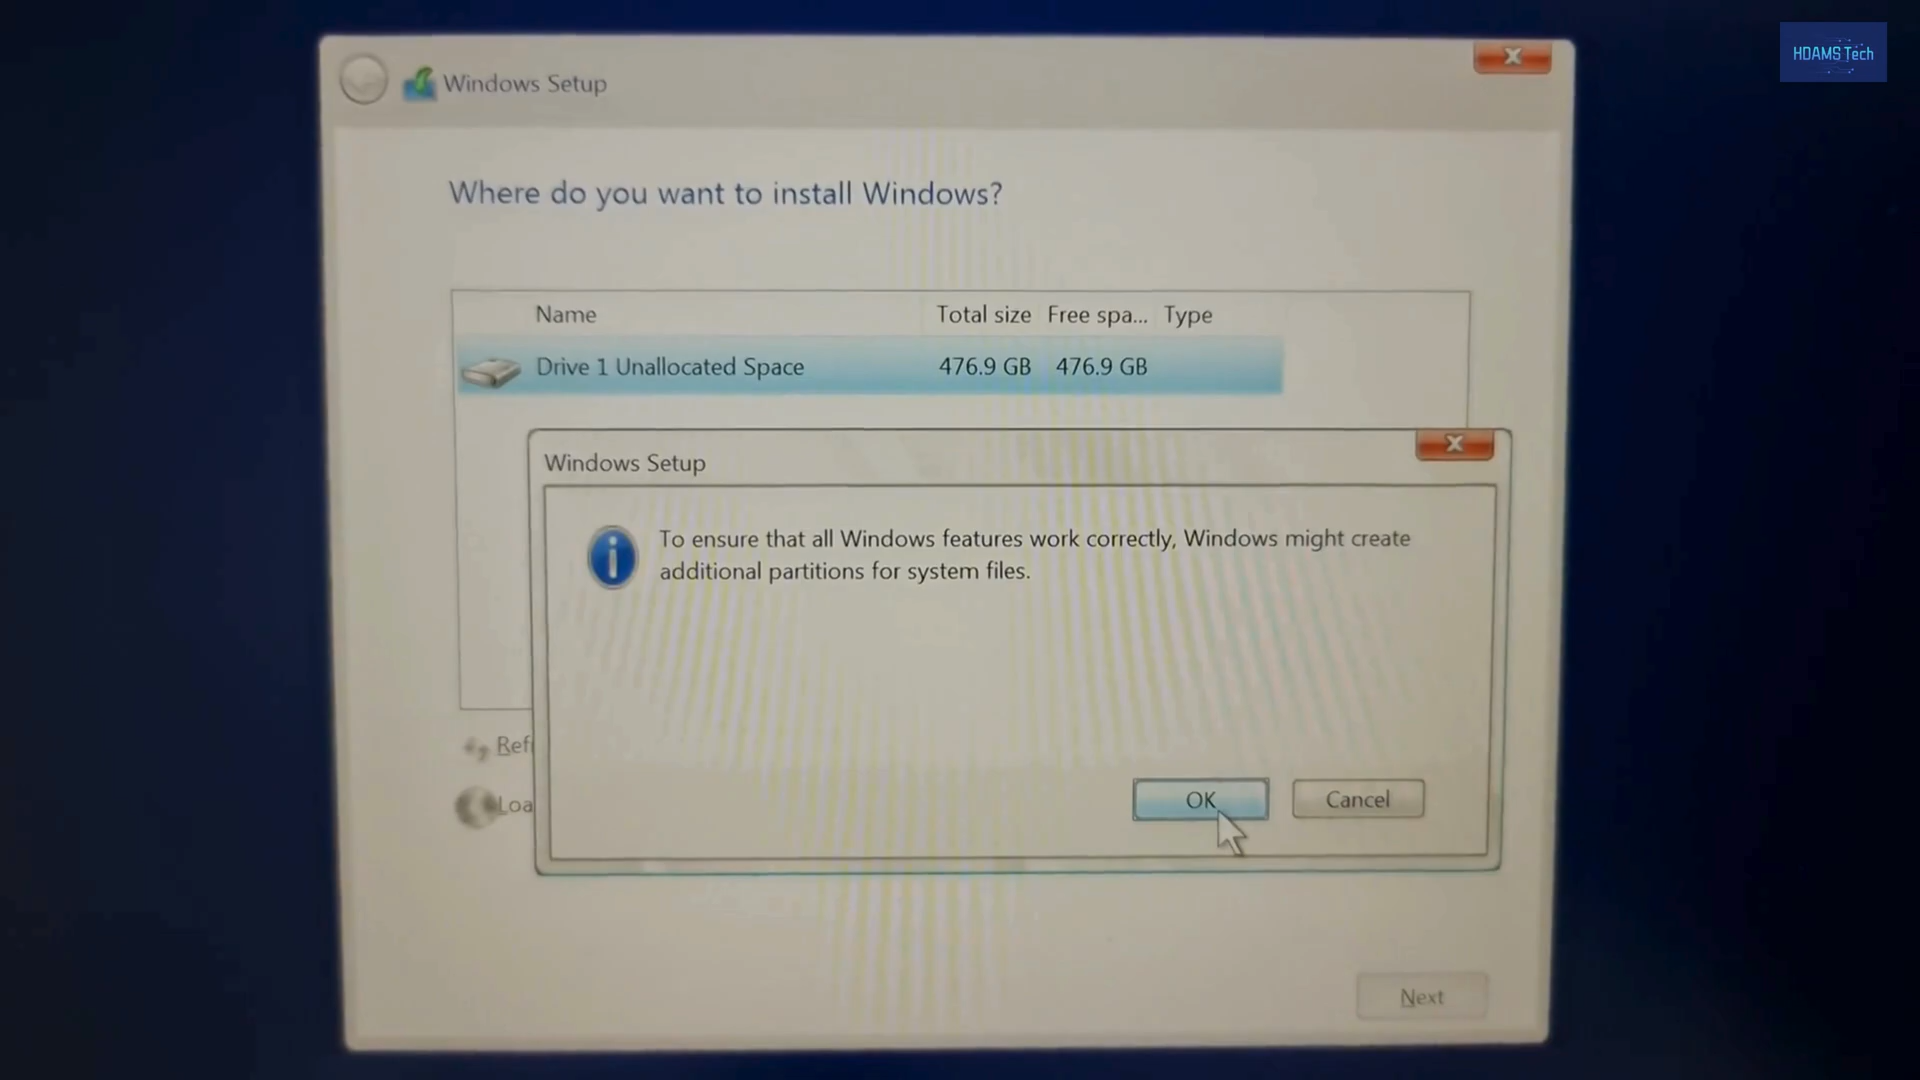 HDAMS Tech
Windows Setup
Where do you want to install Windows?
Name Total size Free spa... Type
Drive 1 Unallocated Space 476.9 GB 476.9 GB
Windows Setup
To ensure that all Windows features work correctly, Windows might create
additional partitions for system files.
Ref
Loa
OK Cancel
Next